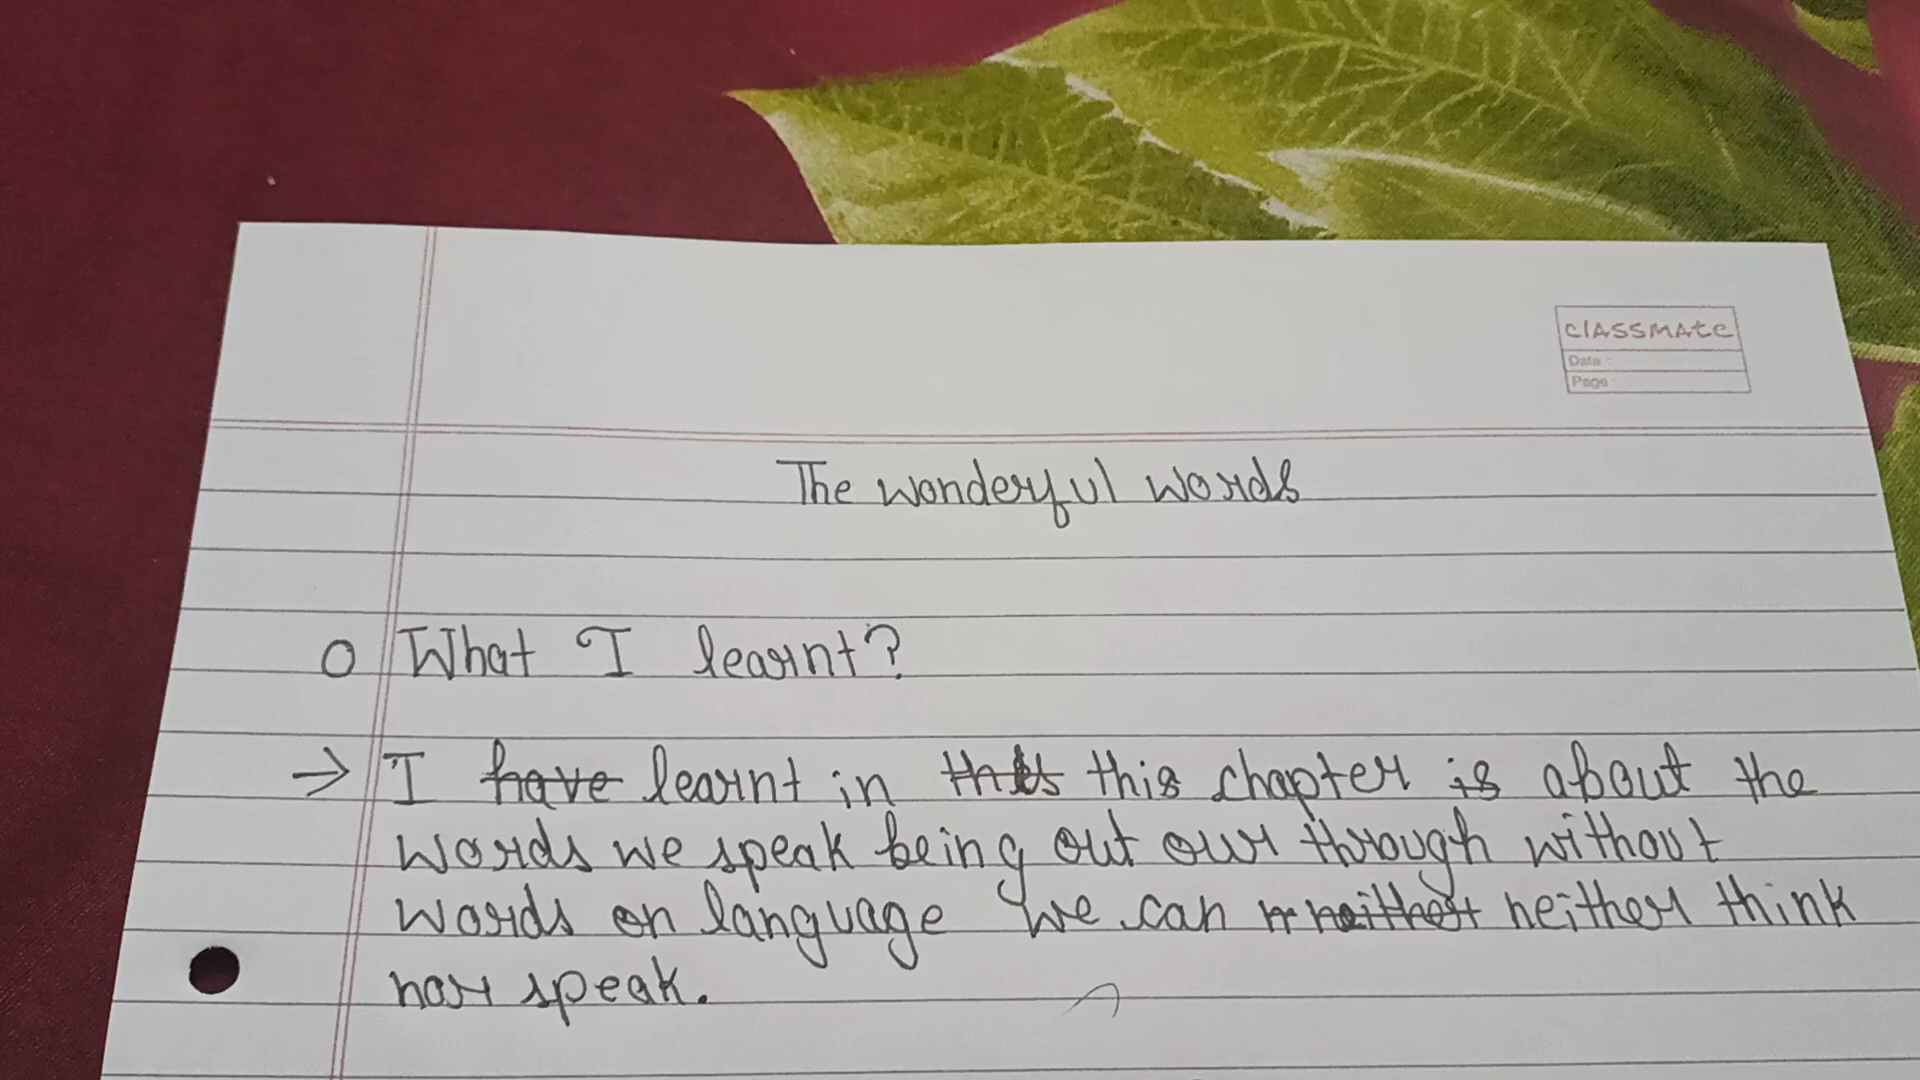 classmate
Date :
Page
The wonderful words
O What I learnt?
→ I have learnt in this this chapter is about the
words we speak being out our through without
words on language we can neither neither think
nor speak.